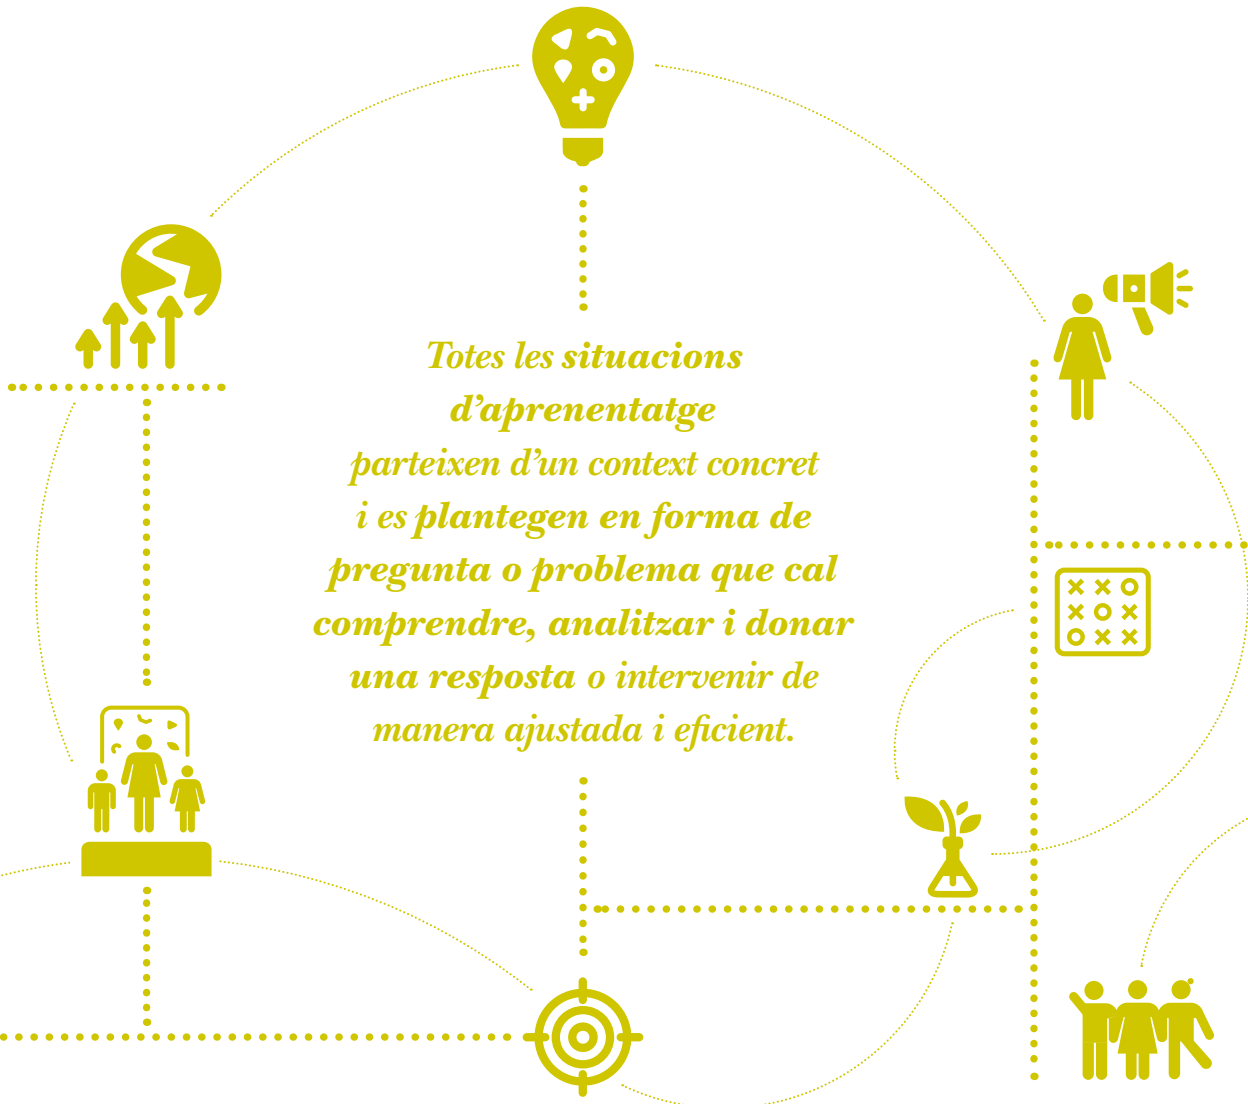 Totes les situacions
d’aprenentatge
parteixen d’un context concret
i es plantegen en forma de
pregunta o problema que cal
comprendre, analitzar i donar
una resposta o intervenir de
manera ajustada i eficient.